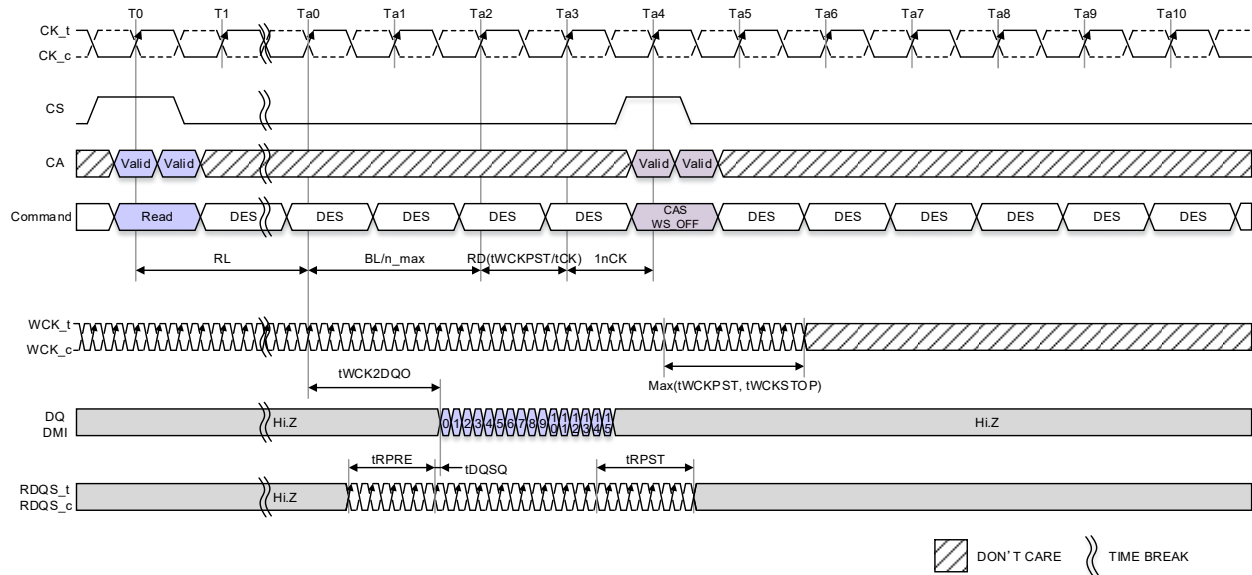 T0 T1 Ta0 Ta1 Ta2 Ta3 Ta4 Ta5 Ta6 Ta7 Ta8 Ta9 Ta10
CK_t
CK_c
CS
CA Valid Valid Valid Valid
Command Read DES DES DES DES DES CAS WS_OFF DES DES DES DES DES DES
RL BL/n_max RD(tWCKPST/tCK) 1nCK
WCK_t
WCK_c
tWCK2DQO Max(tWCKPST, tWCKSTOP)
DQ
DMI
Hi.Z 0 1 2 3 4 5 6 7 8 9 10 11 12 13 14 15 Hi.Z
tRPRE tDQSQ tRPST
RDQS_t
RDQS_c
Hi.Z
DON'T CARE TIME BREAK